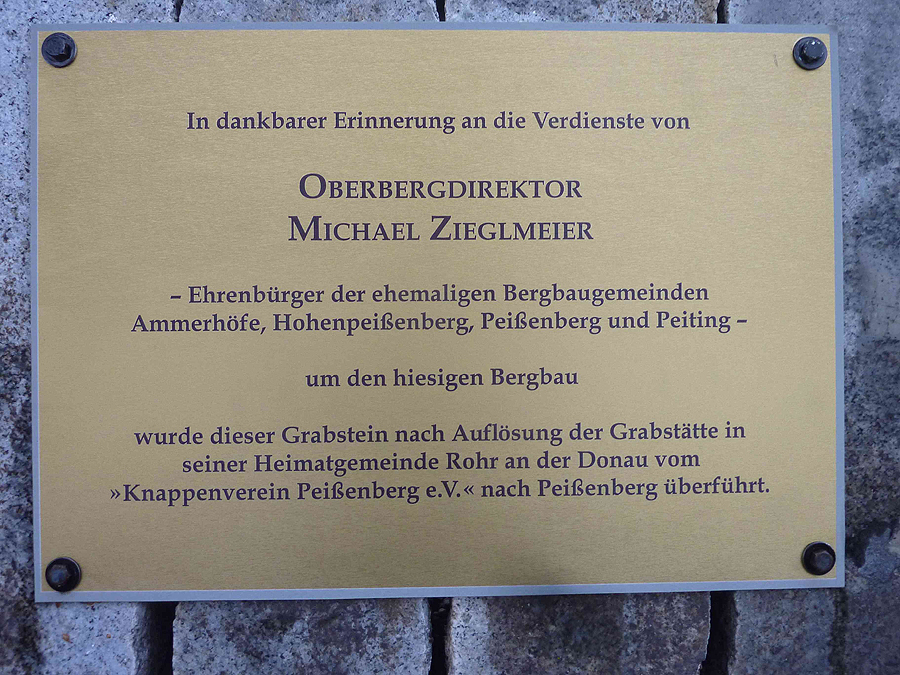 In dankbarer Erinnerung an die Verdienste von
Oberbergdirektor
Michael Zieglmeier
– Ehrenbürger der ehemaligen Bergbaugemeinden
Ammerhöfe, Hohenpeißenberg, Peißenberg und Peiting –
um den hiesigen Bergbau
wurde dieser Grabstein nach Auflösung der Grabstätte in
seiner Heimatgemeinde Rohr an der Donau vom
»Knappenverein Peißenberg e.V.« nach Peißenberg überführt.